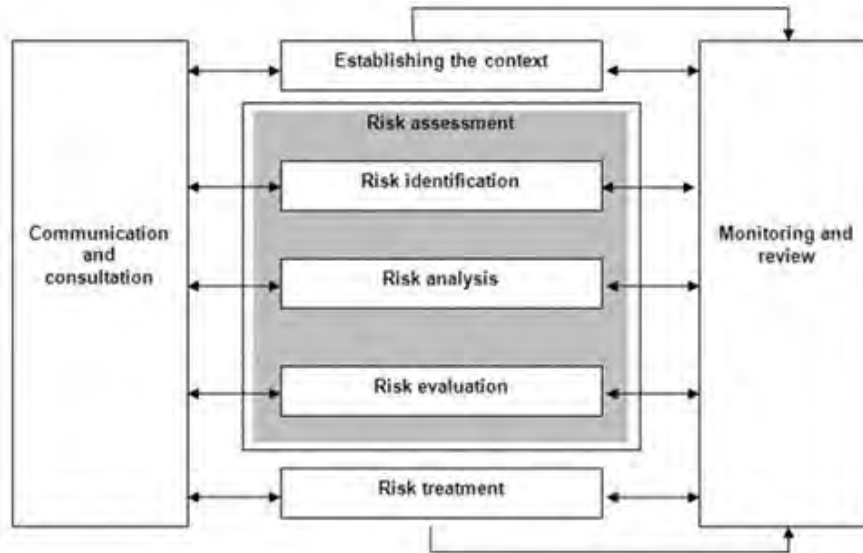 Establishing the context
Risk assessment
Risk identification
Communication
and
consultation
Monitoring and
review
Risk analysis
Risk evaluation
Risk treatment